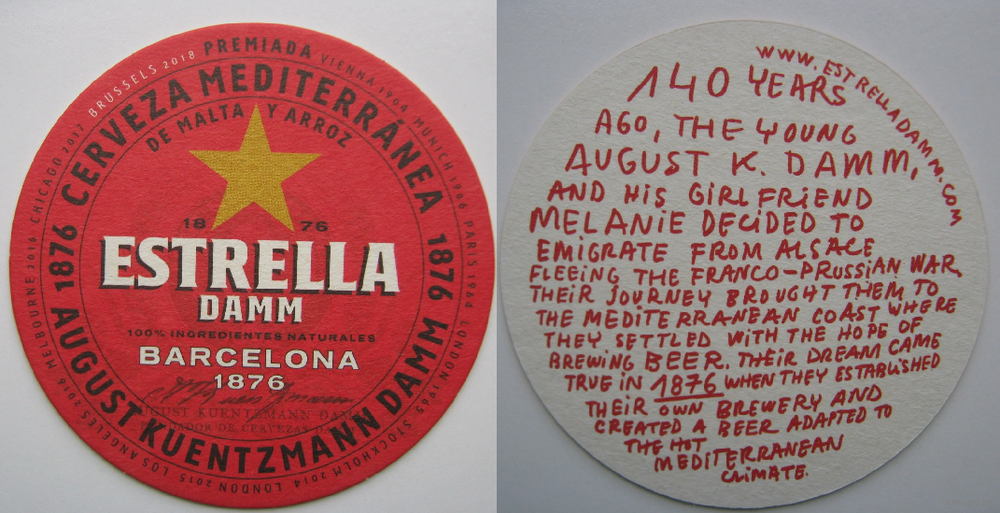 PREMIADA VIENNA 1904 MUNICH 1906 PARIS 1964 LONDON 1965 STOCKHOLM 2014 LONDON 2015 LOS ANGELES 2016 MELBOURNE 2016 CHICAGO 2017 BRUSSELS 2018
CERVEZA MEDITERRÁNEA
1876 AUGUST KUENTZMANN DAMM 1876
DE MALTA Y ARROZ
18 76
ESTRELLA
DAMM
100% INGREDIENTES NATURALES
BARCELONA
1876
AUGUST KUENTZMANN DAMM
WWW.ESTRELLADAMM.COM
140 YEARS
AGO, THE YOUNG
AUGUST K. DAMM,
AND HIS GIRLFRIEND
MELANIE DECIDED TO
EMIGRATE FROM ALSACE
FLEEING THE FRANCO-PRUSSIAN WAR.
THEIR JOURNEY BROUGHT THEM TO
THE MEDITERRANEAN COAST WHERE
THEY SETTLED WITH THE HOPE OF
BREWING BEER. THEIR DREAM CAME
TRUE IN 1876 WHEN THEY ESTABLISHED
THEIR OWN BREWERY AND
CREATED A BEER ADAPTED TO
THE HOT
MEDITERRANEAN
CLIMATE.